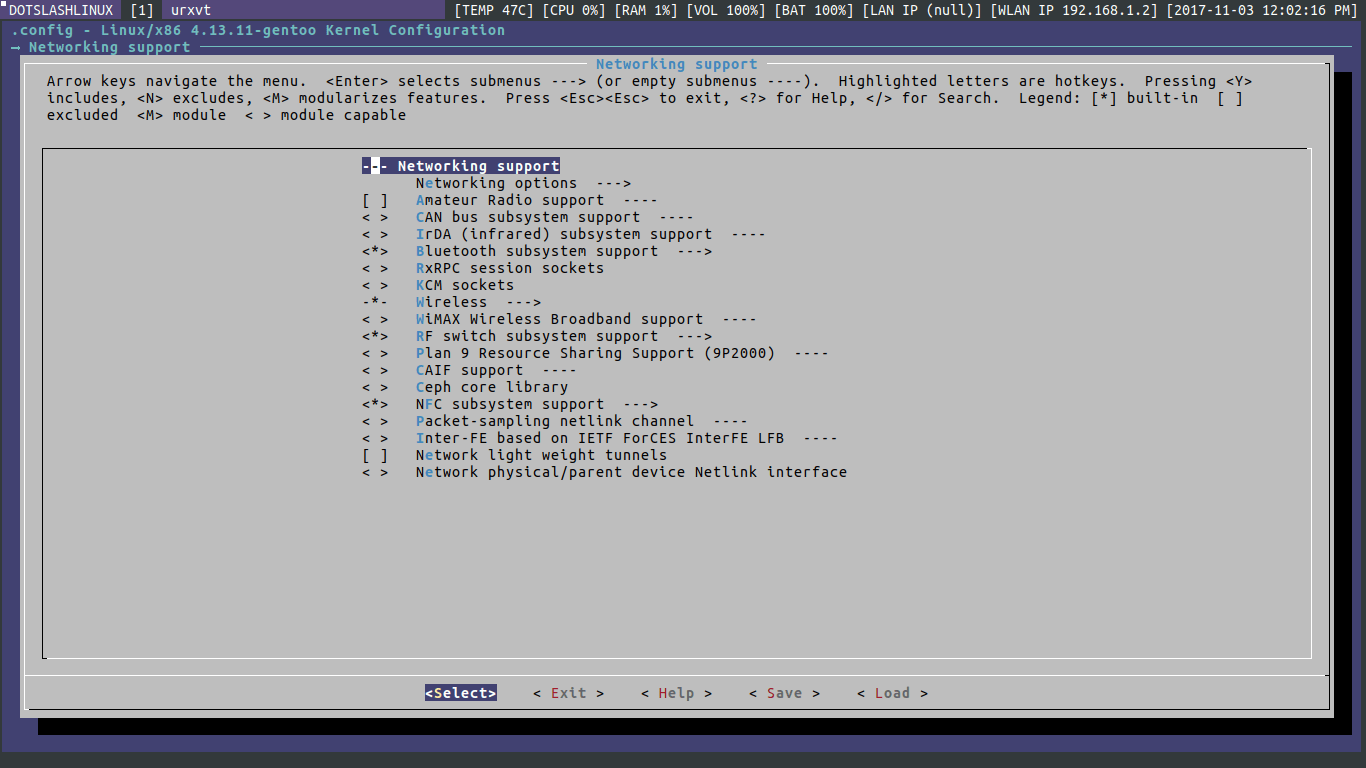 DOTSLASHLINUX [1] urxvt [TEMP 47C] [CPU 0%] [RAM 1%] [VOL 100%] [BAT 100%] [LAN IP (null)] [WLAN IP 192.168.1.2] [2017-11-03 12:02:16 PM]
.config - Linux/x86 4.13.11-gentoo Kernel Configuration
→ Networking support
Networking support
Arrow keys navigate the menu.  <Enter> selects submenus ---> (or empty submenus ----).  Highlighted letters are hotkeys.  Pressing <Y>
includes, <N> excludes, <M> modularizes features.  Press <Esc><Esc> to exit, <?> for Help, </> for Search.  Legend: [*] built-in  [ ]
excluded  <M> module  < > module capable
--- Networking support
Networking options  --->
[ ]   Amateur Radio support  ----
< >   CAN bus subsystem support  ----
< >   IrDA (infrared) subsystem support  ----
<*>   Bluetooth subsystem support  --->
< >   RxRPC session sockets
< >   KCM sockets
-*-   Wireless  --->
< >   WiMAX Wireless Broadband support  ----
<*>   RF switch subsystem support  --->
< >   Plan 9 Resource Sharing Support (9P2000)  ----
< >   CAIF support  ----
< >   Ceph core library
<*>   NFC subsystem support  --->
< >   Packet-sampling netlink channel  ----
< >   Inter-FE based on IETF ForCES InterFE LFB  ----
[ ]   Network light weight tunnels
< >   Network physical/parent device Netlink interface
<Select>    < Exit >    < Help >    < Save >    < Load >